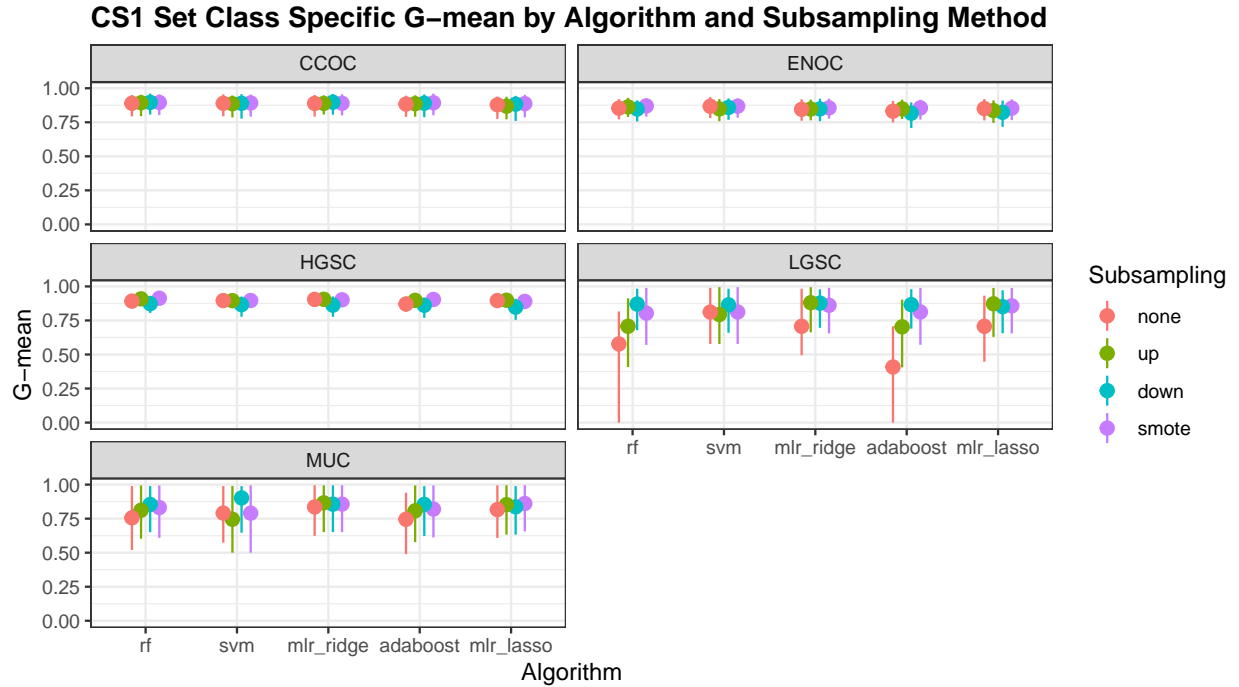 CS1 Set Class Specific G−mean by Algorithm and Subsampling Method
CCOC
ENOC
1.00
0.75
0.50
0.25
0.00
HGSC
LGSC
1.00
0.75
0.50
0.25
0.00
rf svm mlr_ridge adaboost mlr_lasso
MUC
1.00
0.75
0.50
0.25
0.00
rf svm mlr_ridge adaboost mlr_lasso
Algorithm
G−mean
Subsampling
none
up
down
smote